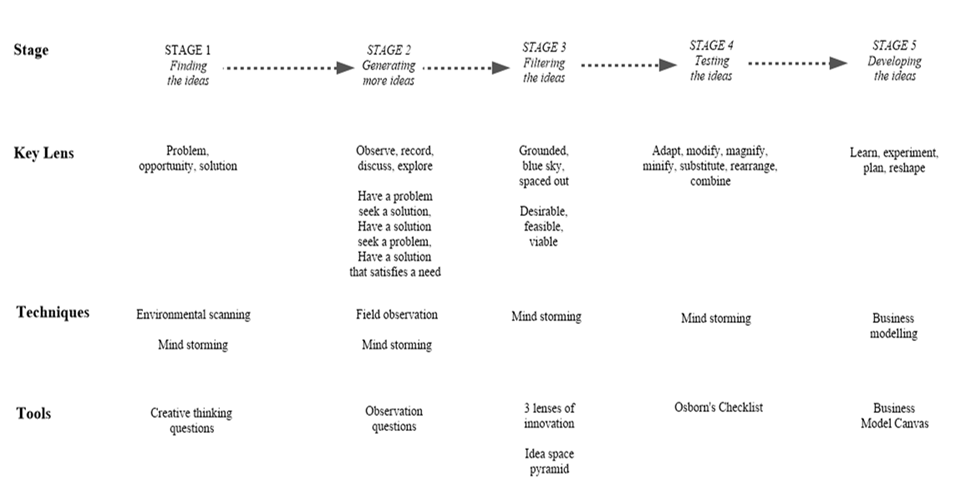 Stage
STAGE 1
Finding
the ideas
STAGE 2
Generating
more ideas
STAGE 3
Filtering
the ideas
STAGE 4
Testing
the ideas
STAGE 5
Developing
the ideas
Key Lens
Problem,
opportunity, solution
Observe, record,
discuss, explore
Have a problem
seek a solution,
Have a solution
seek a problem,
Have a solution
that satisfies a need
Grounded,
blue sky,
spaced out
Desirable,
feasible,
viable
Adapt, modify, magnify,
minify, substitute, rearrange,
combine
Learn, experiment,
plan, reshape
Techniques
Environmental scanning
Mind storming
Field observation
Mind storming
Mind storming
Mind storming
Business
modelling
Tools
Creative thinking
questions
Observation
questions
3 lenses of
innovation
Idea space
pyramid
Osborn's Checklist
Business
Model Canvas